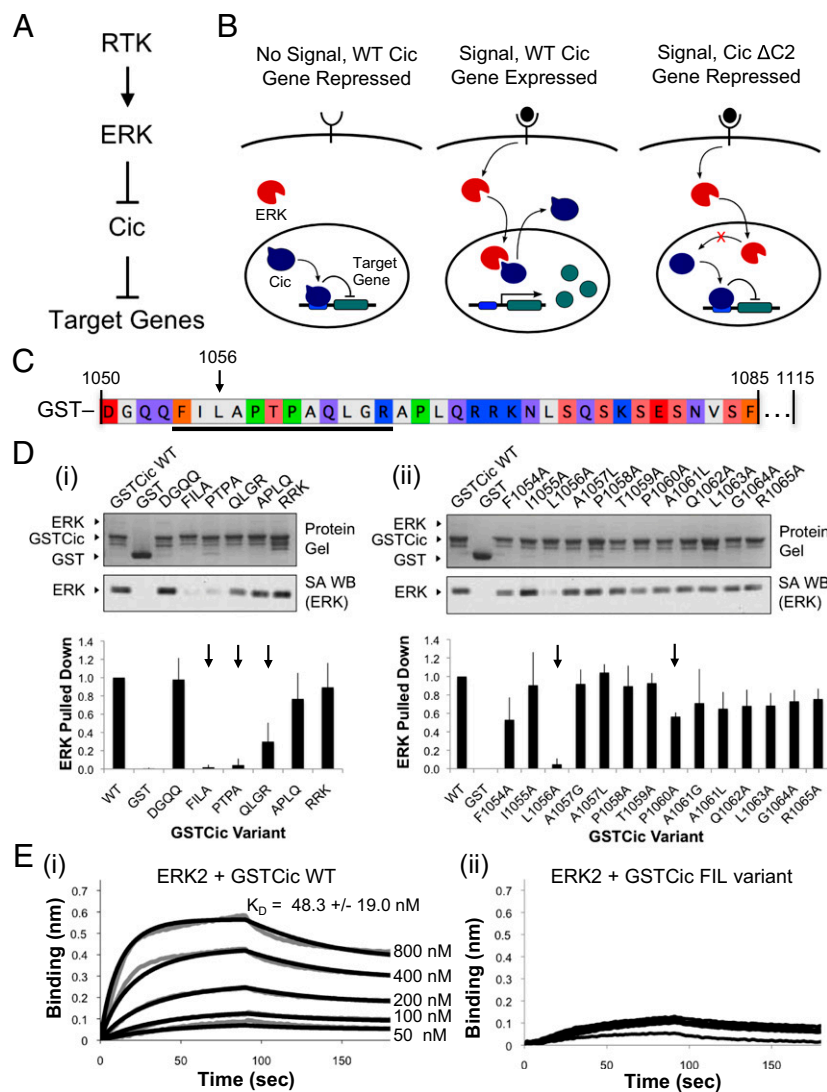 A
RTK
ERK
Cic
Target Genes
B
No Signal, WT Cic
Gene Repressed
Signal, WT Cic
Gene Expressed
Signal, Cic ΔC2
Gene Repressed
ERK
Cic
Target
Gene
X
C
1050
1056
1085
1115
GST–
D G Q Q F I L A P T P A Q L G R A P L Q R R K N L S Q S K S E S N V S F ...
D
(i)
GSTCic WT
GST
DGQQ
FILA
PTPA
QLGR
APLQ
RRK
ERK
GSTCic
GST
Protein
Gel
ERK
SA WB
(ERK)
ERK Pulled Down
1.4
1.2
1.0
0.8
0.6
0.4
0.2
0.0
WT
GST
DGQQ
FILA
PTPA
QLGR
APLQ
RRK
GSTCic Variant
(ii)
GSTCic WT
GST
F1054A
I1055A
L1056A
A1057L
P1058A
T1059A
P1060A
A1061L
Q1062A
L1063A
G1064A
R1065A
ERK
GSTCic
GST
Protein
Gel
ERK
SA WB
(ERK)
ERK Pulled Down
1.4
1.2
1.0
0.8
0.6
0.4
0.2
0.0
WT
GST
F1054A
I1055A
L1056A
A1057G
A1057L
P1058A
T1059A
P1060A
A1061G
A1061L
Q1062A
L1063A
G1064A
R1065A
GSTCic Variant
E
(i)
ERK2 + GSTCic WT
K_D = 48.3 +/- 19.0 nM
Binding (nm)
0.7
0.6
0.5
0.4
0.3
0.2
0.1
0
800 nM
400 nM
200 nM
100 nM
50 nM
0 50 100 150
Time (sec)
(ii)
ERK2 + GSTCic FIL variant
Binding (nm)
0.7
0.6
0.5
0.4
0.3
0.2
0.1
0
0 50 100 150
Time (sec)